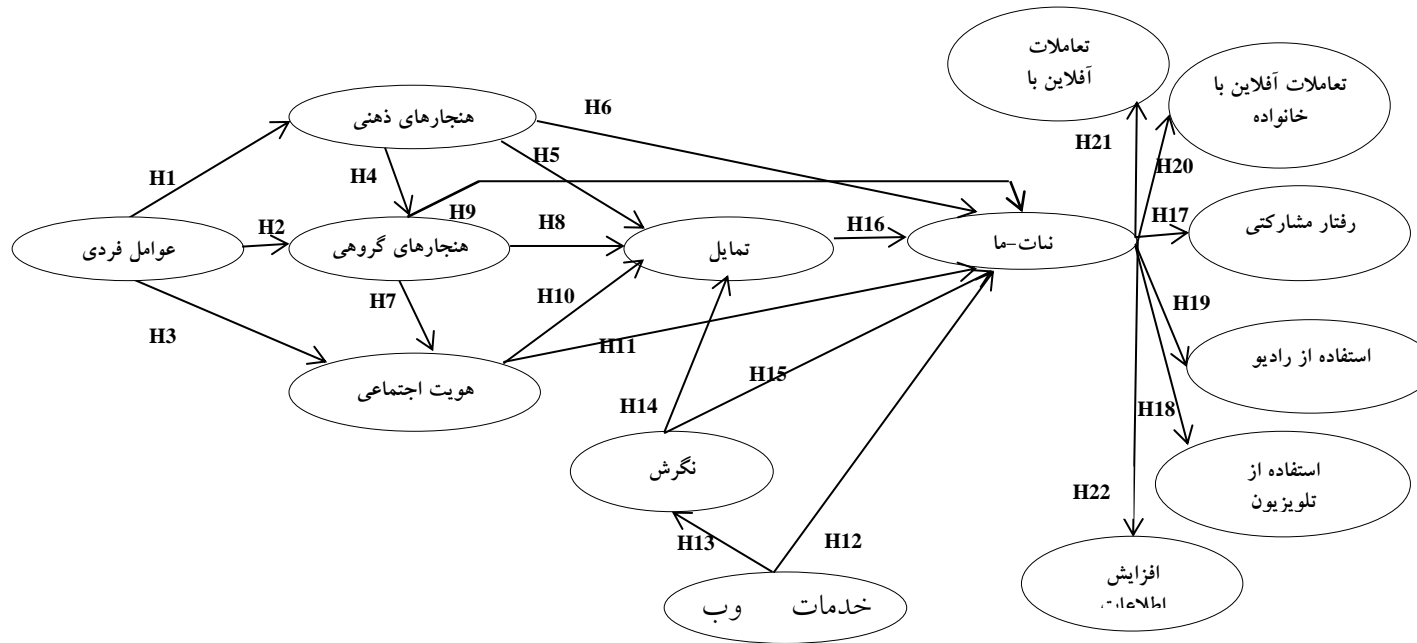 تعاملات
آفلاین با
تعاملات آفلاین با
خانواده
هنجارهای ذهنی
H6
H21
H5
H20
H1
H4
H9
H2
H8
H16
H17
رفتار مشارکتی
عوامل فردی
هنجارهای گروهی
تمایل
نیات-ما
H7
H10
H19
H3
H11
H15
استفاده از رادیو
هویت اجتماعی
H14
H18
نگرش
استفاده از
تلویزیون
H22
H13
H12
افزایش
اطلاعات
خدمات وب